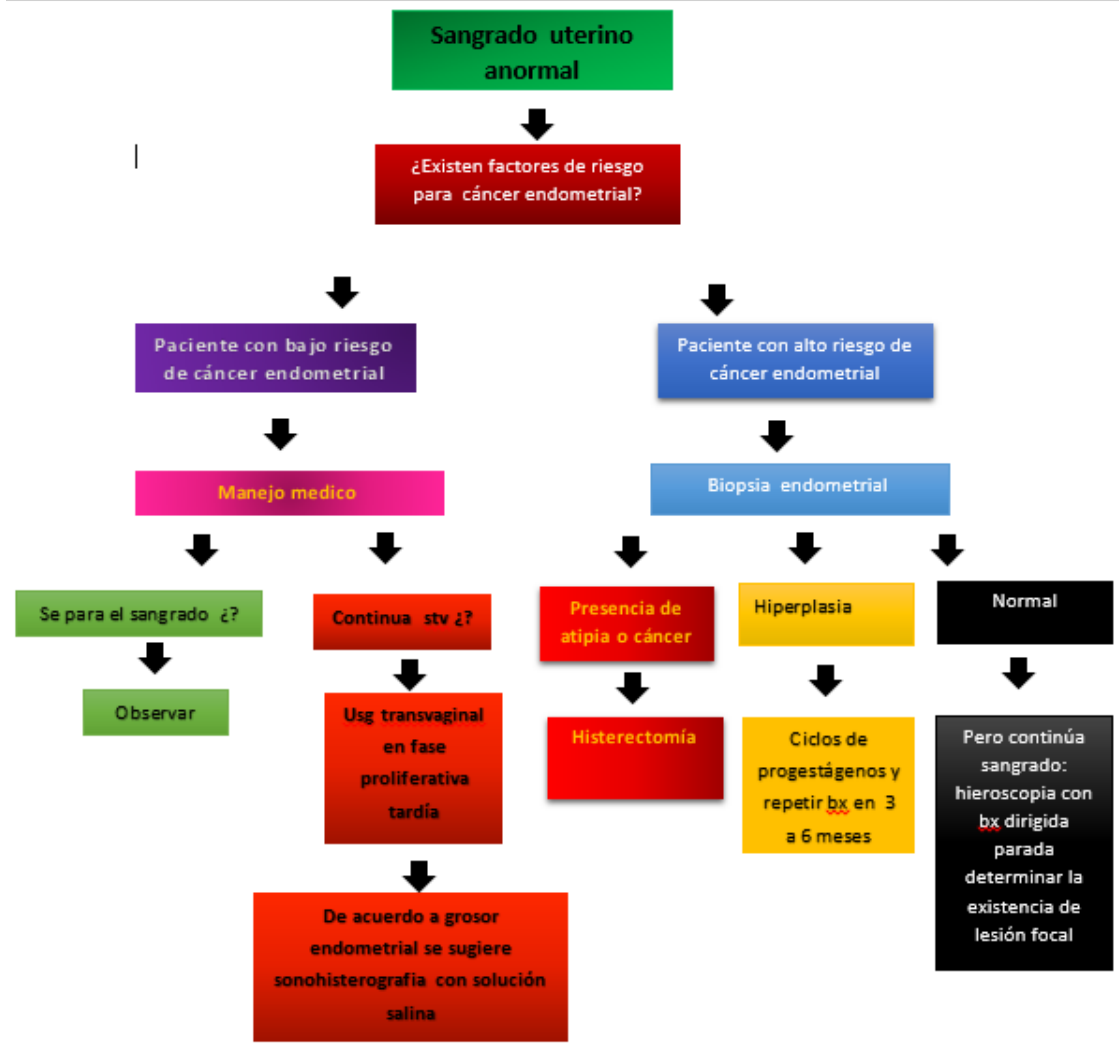 Sangrado uterino
anormal
¿Existen factores de riesgo
para cáncer endometrial?
Paciente con bajo riesgo
de cáncer endometrial
Paciente con alto riesgo de
cáncer endometrial
Manejo medico
Biopsia endometrial
Se para el sangrado ¿?
Continua stv ¿?
Presencia de
atipia o cáncer
Hiperplasia
Normal
Observar
Usg transvaginal
en fase
proliferativa
tardía
Histerectomía
Ciclos de
progestágenos y
repetir bx en 3
a 6 meses
Pero continúa
sangrado:
hieroscopia con
bx dirigida
parada
determinar la
existencia de
lesión focal
De acuerdo a grosor
endometrial se sugiere
sonohisterografia con solución
salina